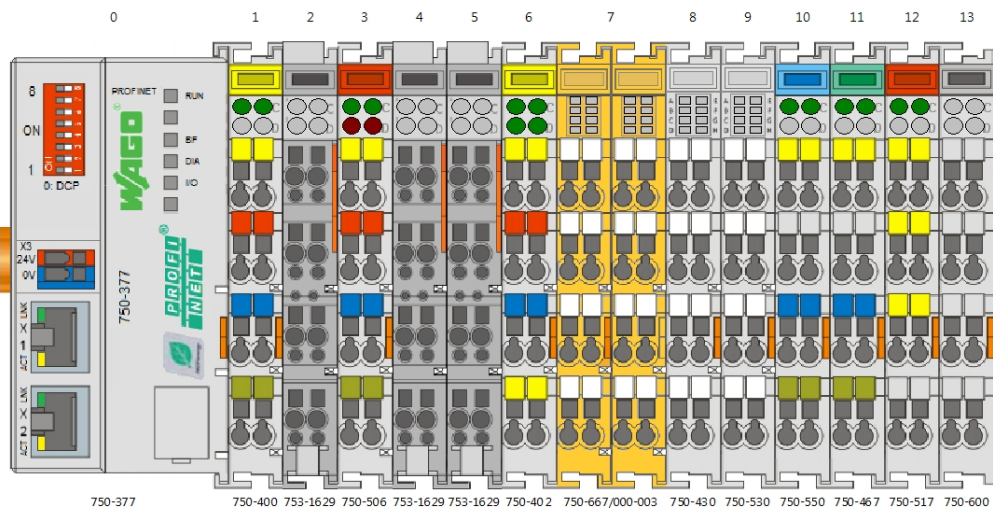 0 1 2 3 4 5 6 7 8 9 10 11 12 13
8
ON
1
0: DCP
PROFINET
RUN
BF
DIA
I/O
WAGO®
PROFI®
NET
750-377
X3
24V
0V
LNK
X
1
ACT
LNK
X
2
ACT
750-377 750-400 753-1629 750-506 753-1629 753-1629 750-402 750-667/000-003 750-430 750-530 750-550 750-467 750-517 750-600